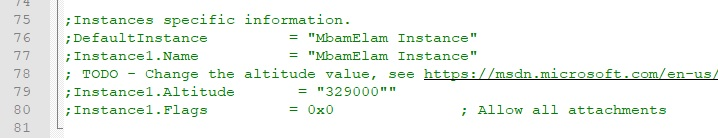 74
75 ;Instances specific information.
76 ;DefaultInstance = "MbamElam Instance"
77 ;Instance1.Name = "MbamElam Instance"
78 ; TODO - Change the altitude value, see https://msdn.microsoft.com/en-us/
79 ;Instance1.Altitude = "329000""
80 ;Instance1.Flags = 0x0 ; Allow all attachments
81